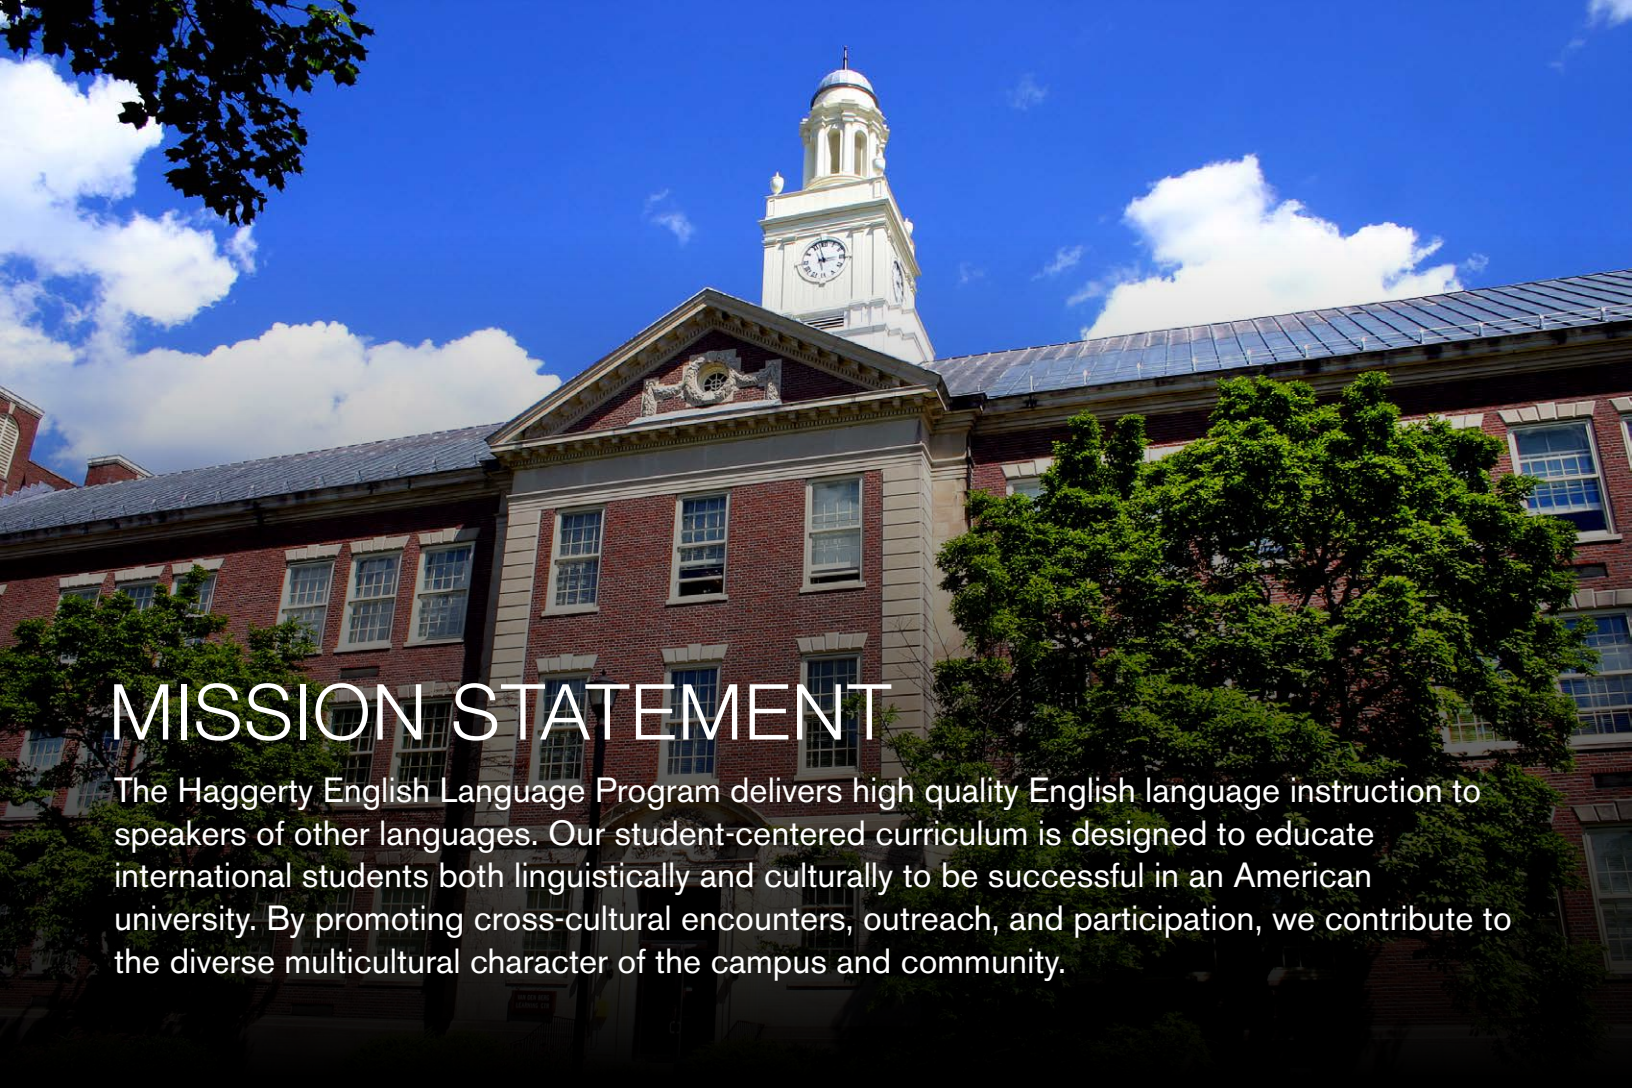 MISSION STATEMENT
The Haggerty English Language Program delivers high quality English language instruction to
speakers of other languages. Our student-centered curriculum is designed to educate
international students both linguistically and culturally to be successful in an American
university. By promoting cross-cultural encounters, outreach, and participation, we contribute to
the diverse multicultural character of the campus and community.